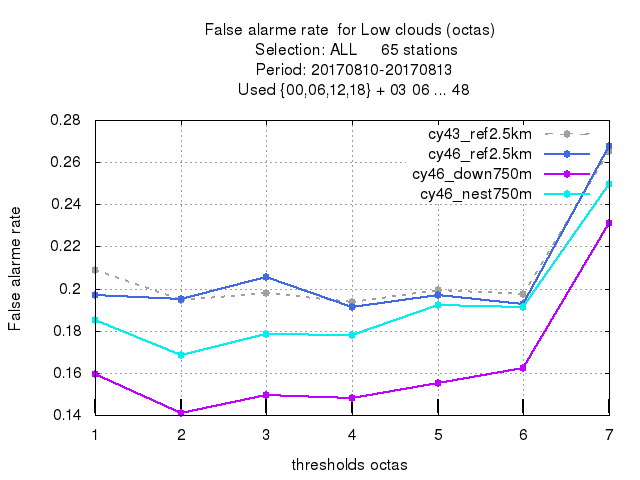 False alarme rate  for Low clouds (octas)
Selection: ALL     65 stations
Period: 20170810-20170813
Used {00,06,12,18} + 03 06 ... 48
cy43_ref2.5km
cy46_ref2.5km
cy46_down750m
cy46_nest750m
False alarme rate
0.28
0.26
0.24
0.22
0.2
0.18
0.16
0.14
1 2 3 4 5 6 7
thresholds octas